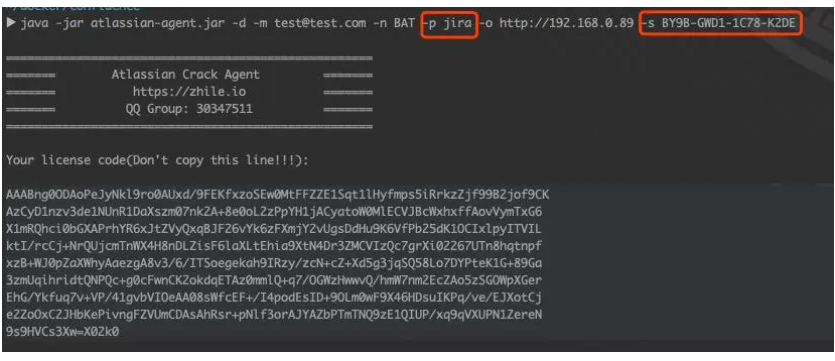 ▶ java -jar atlassian-agent.jar -d -m test@test.com -n BAT -p jira -o http://192.168.0.89 -s BY9B-GWD1-1C78-K2DE
====================================================
======= Atlassian Crack Agent =======
======= https://zhile.io =======
======= QQ Group: 30347511 =======
====================================================
Your license code(Don't copy this line!!!):
AAABng0ODAoPeJyNkl9ro0AUxd/9FEKfxzoSEw0MtFFZZE1Sqt1lHyfmps5iRrkzZjf99B2jof9CK
AzCyD1nzv3de1NUnR1DaXszm07nk2A+8e0oL2zPpYH1jACyatoW0MlECVJBcWxhxffAovVymTxG6
X1mRQhci0bGXAPrhYR6xJtZVyQxqBJF26vYk6zFXmjY2vUgsDdHu9K6VfPb25dK1OCIxlpyITVIL
ktI/rcCj+NrQUjcmTnWX4H8nDLZisF6laXLtEhia9XtN4Dr3ZMCVIzQc7grXi02267UTn8hqtnpf
xzB+WJ0pZaXWhyAaezgA8v3/6/ITSoegekah9IRzy/zcN+cZ+Xd5g3jqSQ58Lo7DYPteK1G+89Ga
3zmUqihridtQNPQc+g0cFwnCKZokdqETAz0mmlQ+q7/OGWzHwwvQ/hmW7nm2EcZAo5zSGOWpXGer
EhG/Ykfuq7v+VP/41gvbVIOeAA08sWfcEF+/I4podEsID+9OLm0wF9X46HDsuIKPq/ve/EJXotCj
e2ZoOxC2JHbKePivngFZVUmCDAsAhRsr+pNlf3orAJYAZbPTmTNQ9zE1QIUP/xq9qVXUPN1ZereN
9s9HVCs3Xw=X02k0